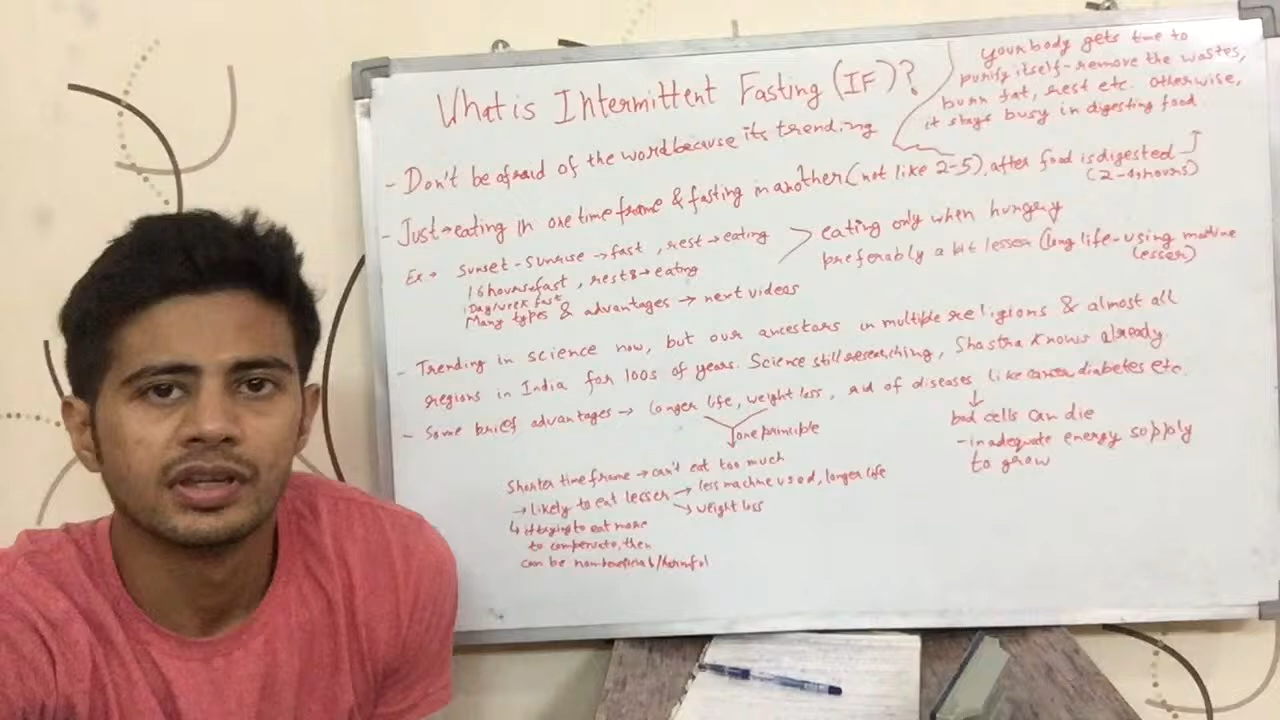 What is Intermittent Fasting (IF)?
your body gets time to
purify itself - remove the wastes,
burn fat, rest etc. otherwise,
it stays busy in digesting food
- Don't be afraid of the word because its trending
- Just → eating in one time frame & fasting in another (not like 2-5), after food is digested
(2-4 hours)
Ex → sunset - sunrise → fast, rest → eating
16 hours → fast, rest 8 → eating
1 Day/week fast
Many types & advantages → next videos
eating only when hungry
preferably a bit lesser (long life - using machine
lesser)
- Trending in science now, but our ancestors in multiple religions & almost all
regions in India for 100s of years. Science still researching, Shastra knows already
- Some brief advantages → longer life, weight loss, rid of diseases like cancer diabetes etc.
one principle
bad cells can die
- inadequate energy supply
to grow
Shorter time frame → can't eat too much
→ likely to eat lesser → less machine used, longer life
→ weight loss
↳ if trying to eat more
to compensate, then
can be non-beneficial/harmful